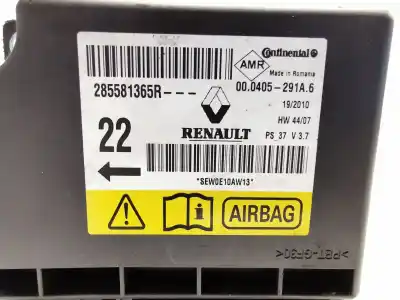 Continental
AMR
Made in Romania
285581365R---
00.0405-291A.6
19/2010
HW 44/07
22
RENAULT
PS 37 V 3.7
*SEW0E10AW13*
AIRBAG
>PBT-GF30<